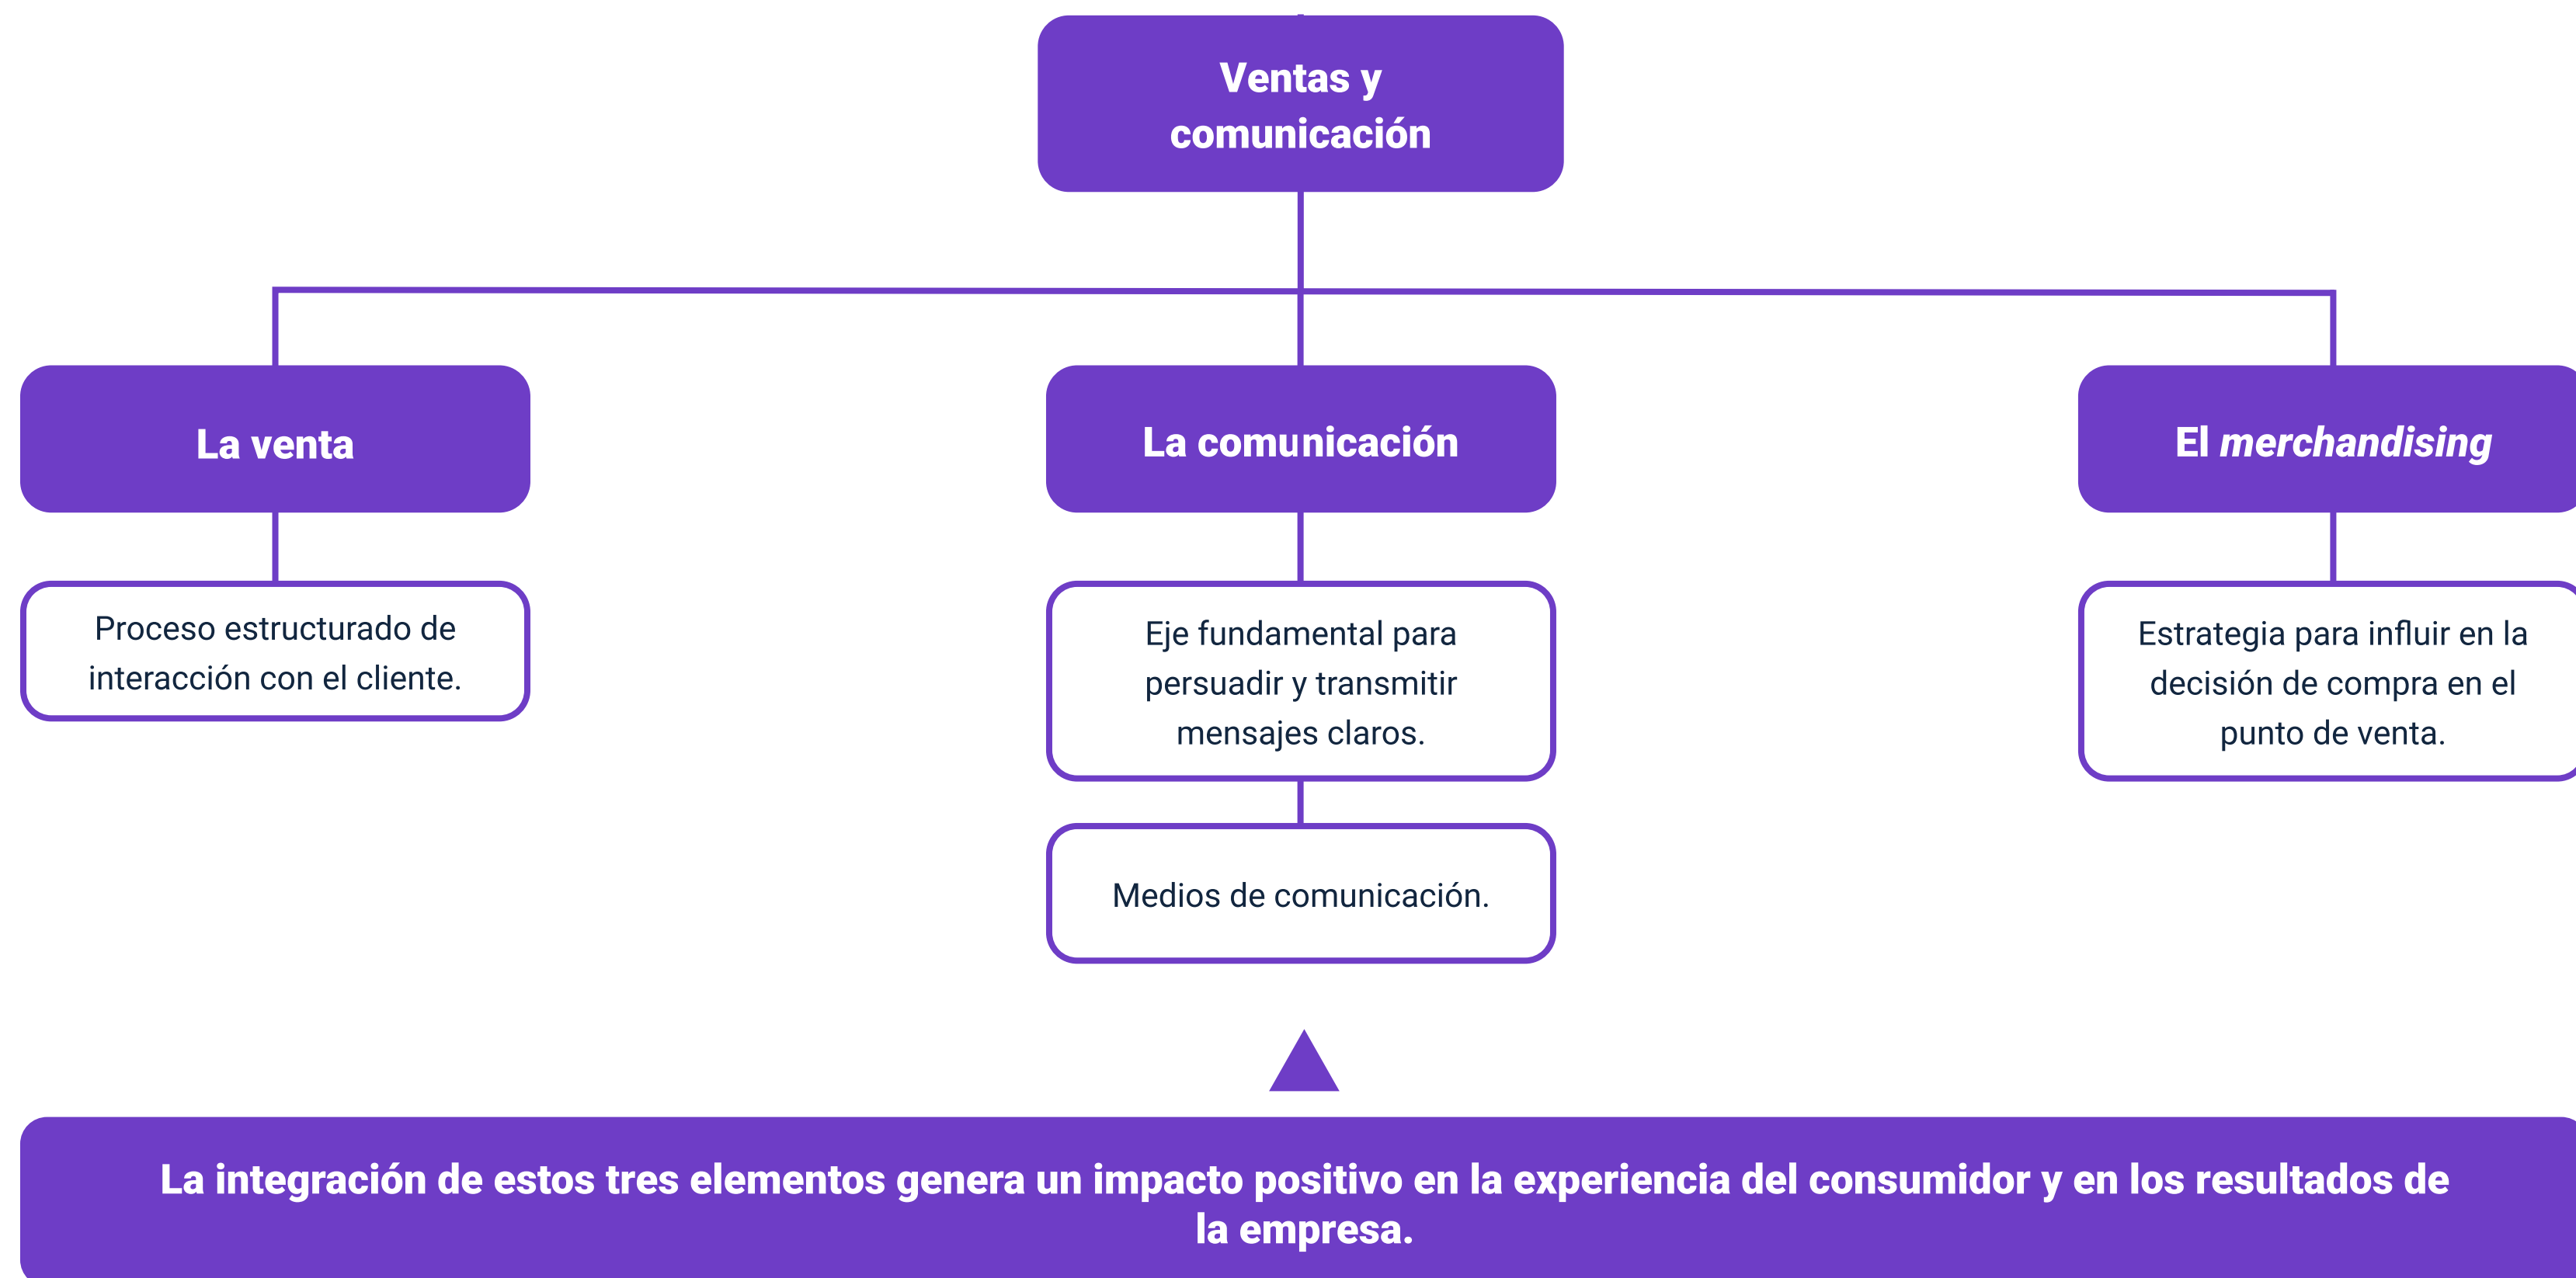 Ventas y
comunicación
La venta
La comunicación
El merchandising
Proceso estructurado de
interacción con el cliente.
Eje fundamental para
persuadir y transmitir
mensajes claros.
Estrategia para influir en la
decisión de compra en el
punto de venta.
Medios de comunicación.
La integración de estos tres elementos genera un impacto positivo en la experiencia del consumidor y en los resultados de
la empresa.